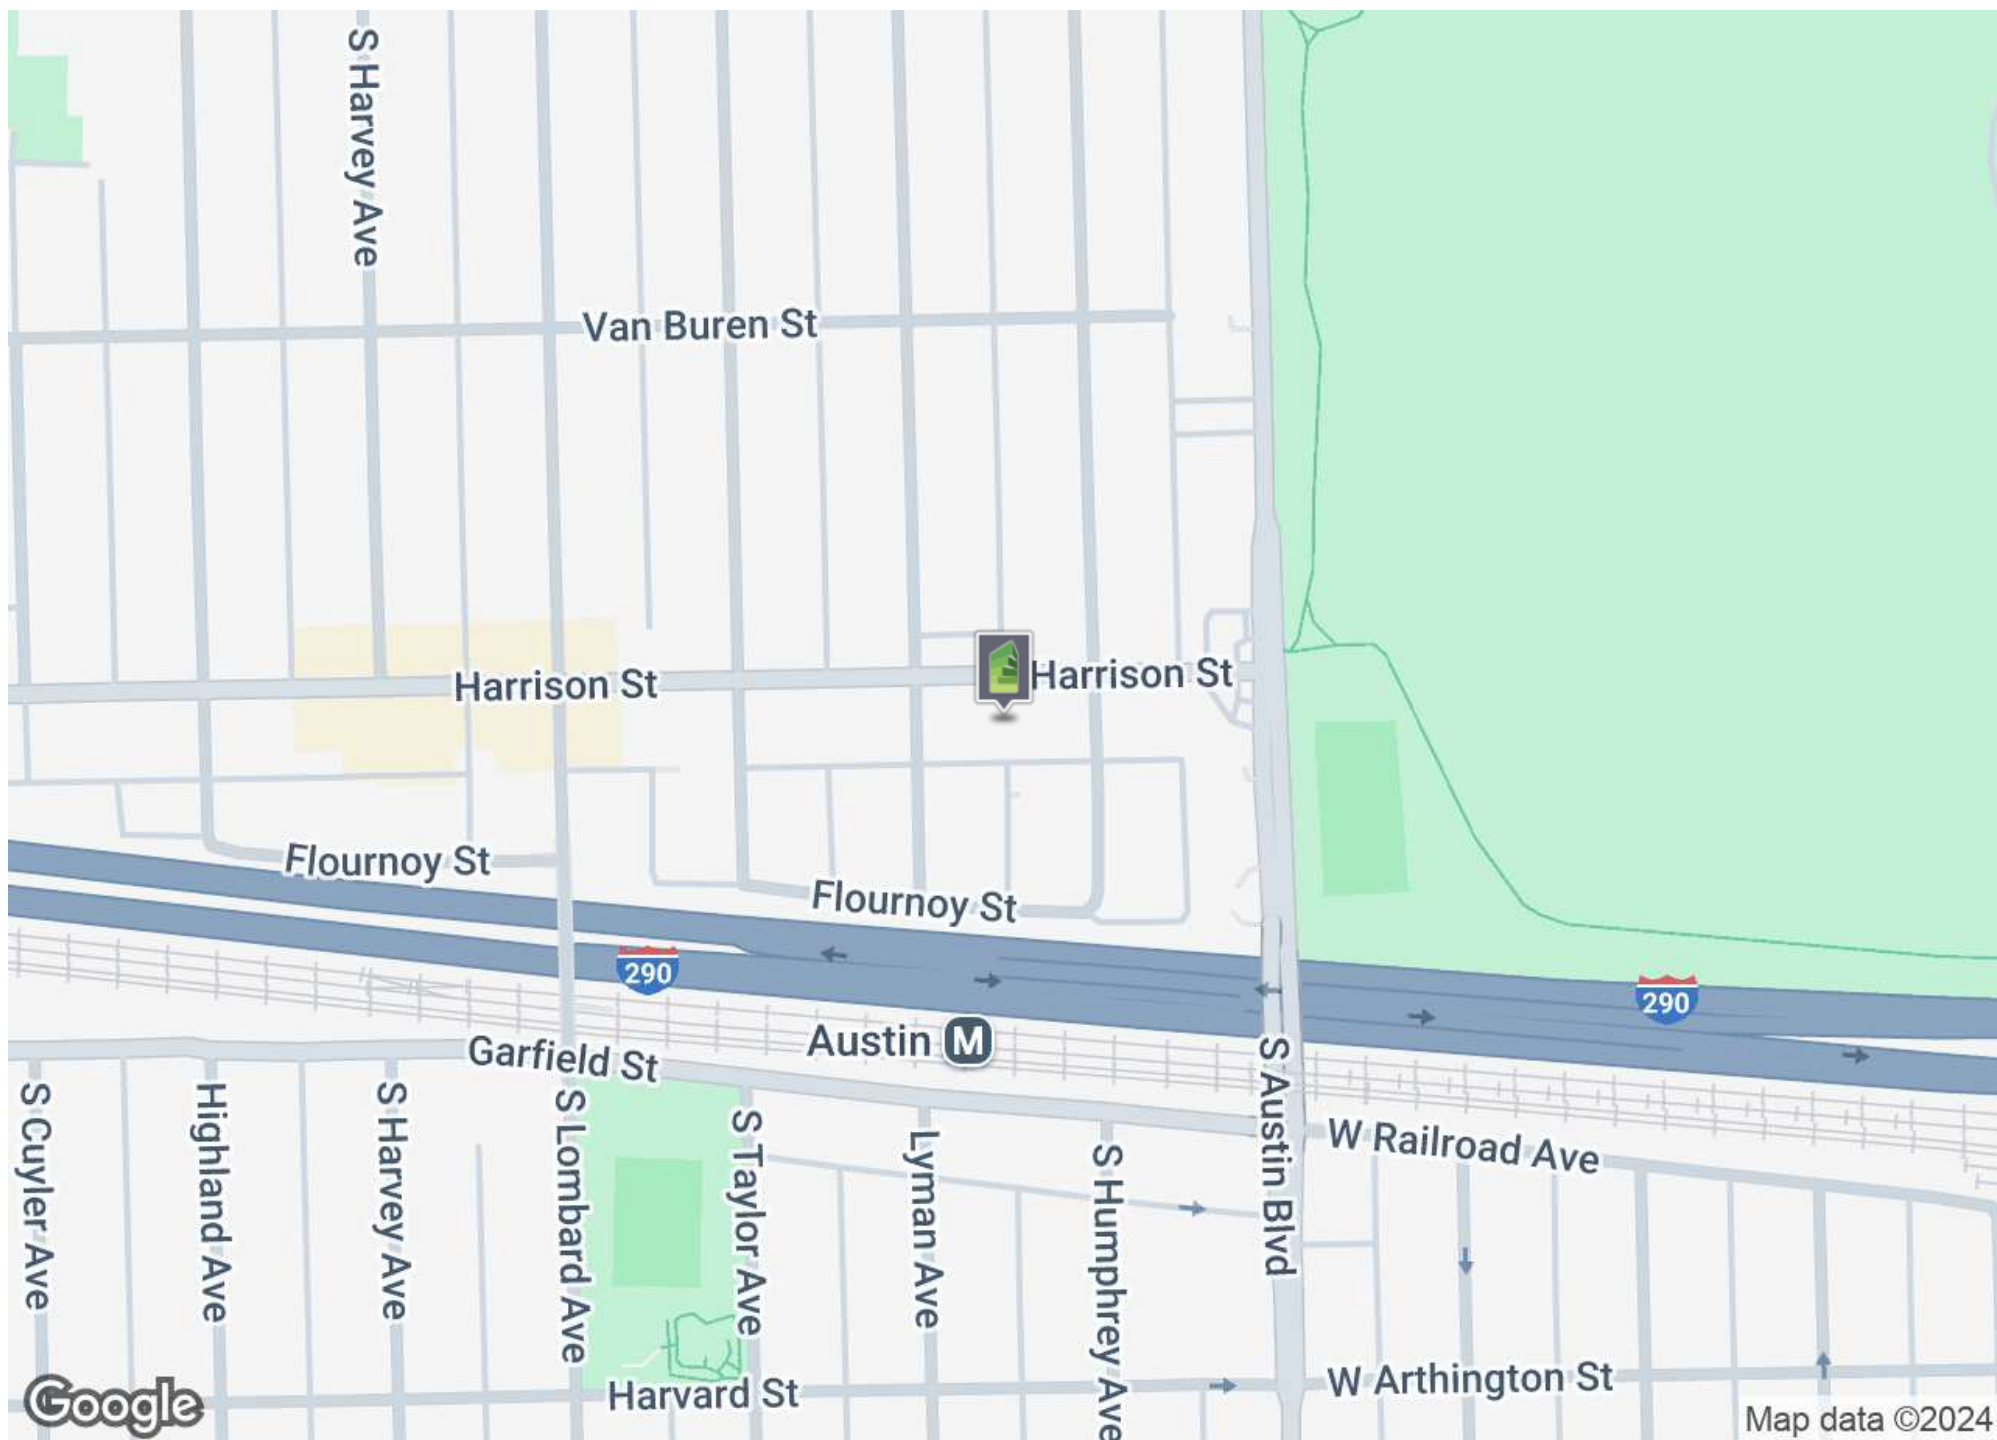 S Harvey Ave
Van Buren St
Harrison St
Harrison St
Flournoy St
Flournoy St
290
290
Austin M
Garfield St
S Austin Blvd
W Railroad Ave
S Cuyler Ave
Highland Ave
S Harvey Ave
S Lombard Ave
S Taylor Ave
Lyman Ave
S Humphrey Ave
Harvard St
W Arthington St
Google
Map data ©2024